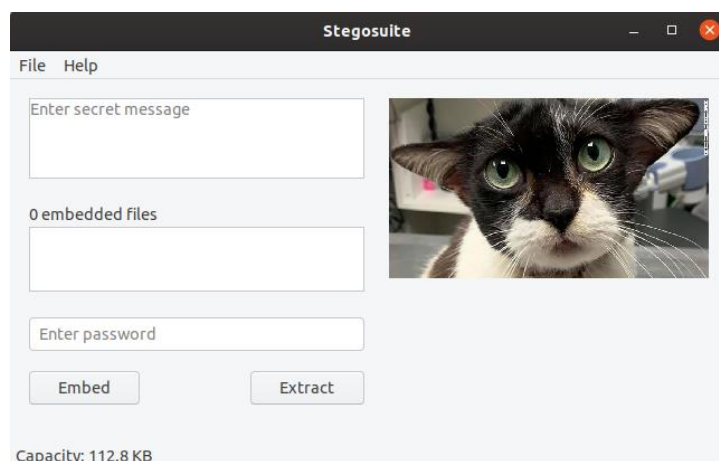 Stegosuite
File Help
Enter secret message
0 embedded files
Enter password
Embed Extract
Capacity: 112.8 KB